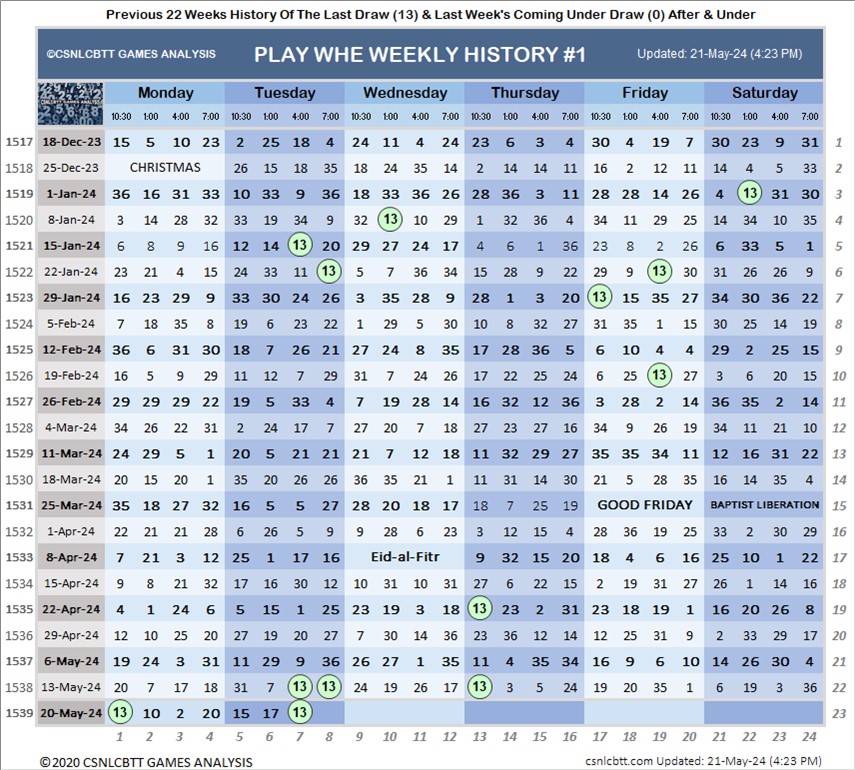 Previous 22 Weeks History Of The Last Draw (13) & Last Week's Coming Under Draw (0) After & Under
©CSNLCBTT GAMES ANALYSIS PLAY WHE WEEKLY HISTORY #1 Updated: 21-May-24 (4:23 PM)
CSNLCBTT GAMES ANALYSIS Monday Tuesday Wednesday Thursday Friday Saturday
10:30 1:00 4:00 7:00 10:30 1:00 4:00 7:00 10:30 1:00 4:00 7:00 10:30 1:00 4:00 7:00 10:30 1:00 4:00 7:00 10:30 1:00 4:00 7:00
1517 18-Dec-23 15 5 10 23 2 25 18 4 24 11 4 24 23 6 3 4 30 4 19 7 30 23 9 31 1
1518 25-Dec-23 CHRISTMAS 26 15 18 35 18 24 35 14 2 14 14 11 16 2 12 11 14 4 5 33 2
1519 1-Jan-24 36 16 31 33 10 33 9 36 18 33 36 26 28 36 3 11 28 28 14 26 4 13 31 30 3
1520 8-Jan-24 3 14 28 32 33 19 34 9 32 13 10 29 1 32 36 4 34 11 29 25 14 34 10 35 4
1521 15-Jan-24 6 8 9 16 12 14 13 20 29 27 24 17 4 6 1 36 23 8 2 26 6 33 5 1 5
1522 22-Jan-24 23 21 4 15 24 33 11 13 5 7 36 34 15 28 9 22 29 9 13 30 31 26 26 9 6
1523 29-Jan-24 16 23 29 9 33 30 24 26 3 35 28 9 28 1 3 20 13 15 35 27 34 30 36 22 7
1524 5-Feb-24 7 18 35 8 19 6 23 22 1 29 5 30 10 8 32 27 31 35 1 15 30 25 14 19 8
1525 12-Feb-24 36 6 31 30 18 7 26 21 27 24 8 35 17 28 36 5 6 10 4 4 29 2 25 15 9
1526 19-Feb-24 16 5 9 29 11 12 7 29 31 7 24 26 17 22 25 24 6 25 13 27 3 6 20 15 10
1527 26-Feb-24 29 29 29 22 19 5 33 4 7 19 28 14 16 32 12 36 3 28 2 14 36 35 2 14 11
1528 4-Mar-24 34 26 22 31 2 24 17 7 27 20 7 18 27 23 27 16 34 9 26 19 34 11 21 10 12
1529 11-Mar-24 24 29 5 1 20 5 21 21 21 7 12 18 11 32 29 27 35 35 34 11 12 16 31 22 13
1530 18-Mar-24 20 15 20 1 35 20 26 26 36 35 21 1 11 31 14 30 21 5 28 35 16 14 35 4 14
1531 25-Mar-24 35 18 27 32 16 5 5 27 28 20 18 17 18 7 25 19 GOOD FRIDAY BAPTIST LIBERATION 15
1532 1-Apr-24 22 21 21 28 6 26 5 9 9 28 6 23 3 12 15 4 28 36 19 25 33 2 30 29 16
1533 8-Apr-24 7 21 3 12 25 1 17 16 Eid-al-Fitr 9 32 15 20 18 4 6 16 25 10 1 22 17
1534 15-Apr-24 9 8 21 32 17 16 30 12 10 31 10 31 27 6 22 15 2 19 31 27 26 1 14 16 18
1535 22-Apr-24 4 1 24 6 5 15 1 25 23 19 3 18 13 23 2 31 23 18 19 1 16 20 26 8 19
1536 29-Apr-24 12 10 25 20 27 19 20 27 7 30 14 36 23 36 12 14 12 25 31 9 2 33 29 17 20
1537 6-May-24 19 24 3 31 11 29 9 36 26 27 1 35 11 4 35 34 16 9 6 10 14 26 30 4 21
1538 13-May-24 20 7 17 18 31 7 13 13 24 19 26 17 13 3 5 24 19 20 35 1 6 19 3 36 22
1539 20-May-24 13 10 2 20 15 17 13 23
1 2 3 4 5 6 7 8 9 10 11 12 13 14 15 16 17 18 19 20 21 22 23 24
©2020 CSNLCBTT GAMES ANALYSIS csnlcbtt.com Updated: 21-May-24 (4:23 PM)